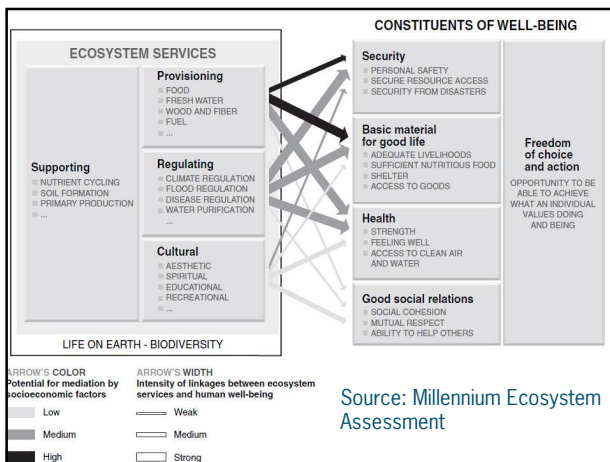 CONSTITUENTS OF WELL-BEING
ECOSYSTEM SERVICES
Supporting
NUTRIENT CYCLING
SOIL FORMATION
PRIMARY PRODUCTION
...
Provisioning
FOOD
FRESH WATER
WOOD AND FIBER
FUEL
...
Regulating
CLIMATE REGULATION
FLOOD REGULATION
DISEASE REGULATION
WATER PURIFICATION
...
Cultural
AESTHETIC
SPIRITUAL
EDUCATIONAL
RECREATIONAL
...
LIFE ON EARTH - BIODIVERSITY
Security
PERSONAL SAFETY
SECURE RESOURCE ACCESS
SECURITY FROM DISASTERS
Basic material
for good life
ADEQUATE LIVELIHOODS
SUFFICIENT NUTRITIOUS FOOD
SHELTER
ACCESS TO GOODS
Health
STRENGTH
FEELING WELL
ACCESS TO CLEAN AIR
AND WATER
Good social relations
SOCIAL COHESION
MUTUAL RESPECT
ABILITY TO HELP OTHERS
Freedom
of choice
and action
OPPORTUNITY TO BE
ABLE TO ACHIEVE
WHAT AN INDIVIDUAL
VALUES DOING
AND BEING
ARROW'S COLOR
Potential for mediation by
socioeconomic factors
Low
Medium
High
ARROW'S WIDTH
Intensity of linkages between ecosystem
services and human well-being
Weak
Medium
Strong
Source: Millennium Ecosystem
Assessment